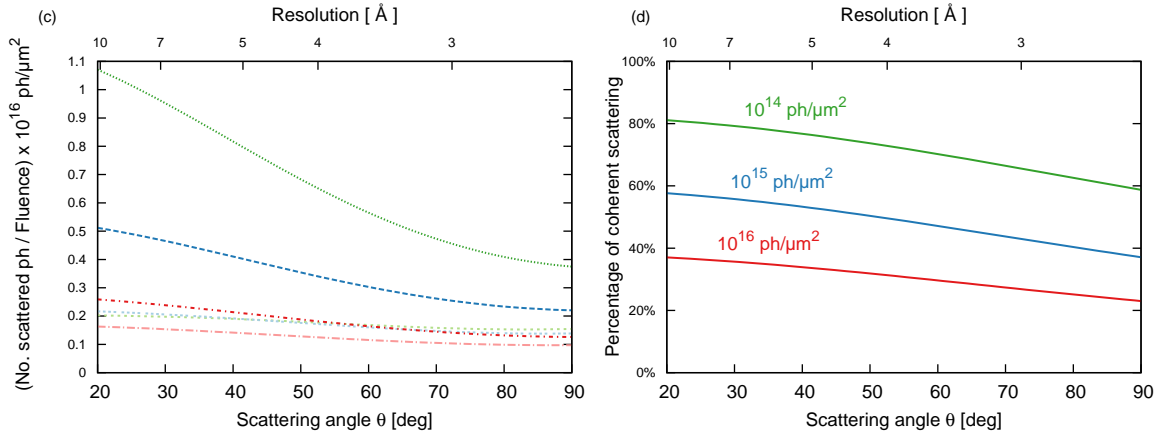 (c)
Resolution [ Å ]
10 7 5 4 3
(No. scattered ph / Fluence) x 10^16 ph/µm^2
1.1
1
0.9
0.8
0.7
0.6
0.5
0.4
0.3
0.2
0.1
0
20 30 40 50 60 70 80 90
Scattering angle θ [deg]
(d)
Resolution [ Å ]
10 7 5 4 3
Percentage of coherent scattering
100%
80%
60%
40%
20%
0%
10^14 ph/µm^2
10^15 ph/µm^2
10^16 ph/µm^2
20 30 40 50 60 70 80 90
Scattering angle θ [deg]